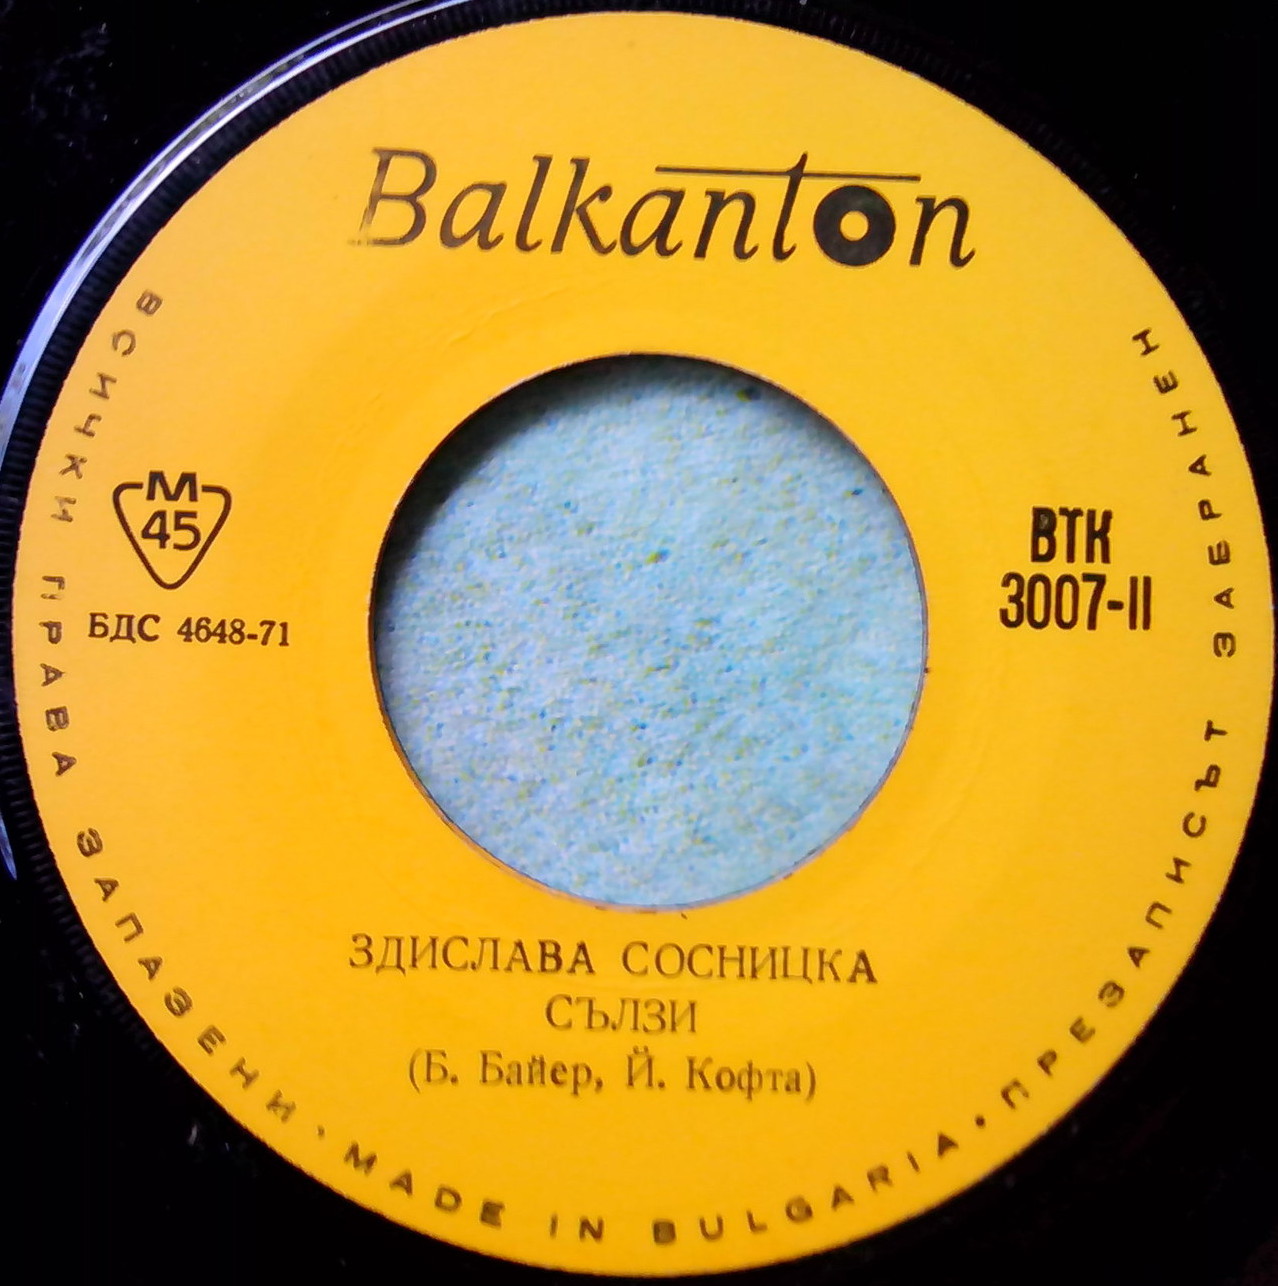 Balkanton
М
45
БДС 4648-71
ВТК
3007-II
ЗДИСЛАВА СОСНИЦКА
СЪЛЗИ
(Б. Байер, Й. Кофта)
ВСИЧКИ ПРАВА ЗАПАЗЕНИ · MADE IN BULGARIA · ПРЕЗАПИСЪТ ЗАБРАНЕН